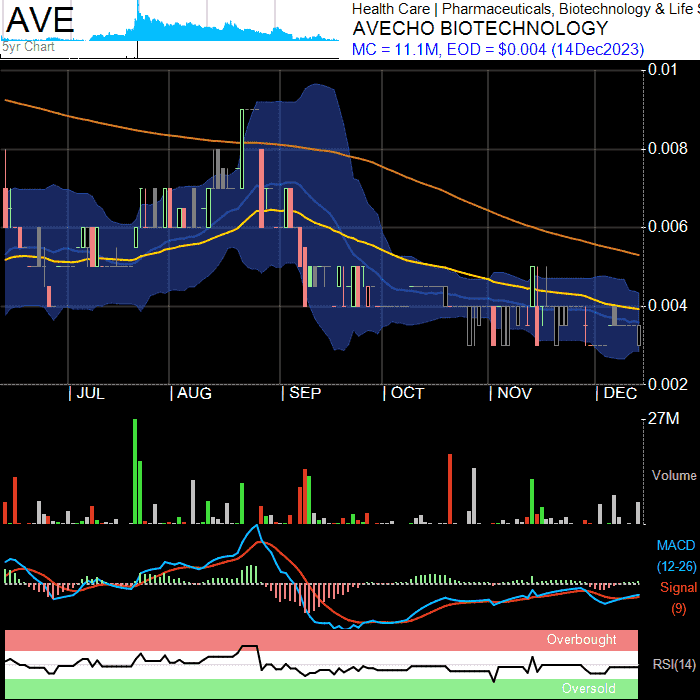 AVE
5yr Chart
Health Care | Pharmaceuticals, Biotechnology & Life S
AVECHO BIOTECHNOLOGY
MC = 11.1M, EOD = $0.004 (14Dec2023)
0.01
0.008
0.006
0.004
0.002
JUL
AUG
SEP
OCT
NOV
DEC
27M
Volume
MACD
(12-26)
Signal
(9)
Overbought
RSI(14)
Oversold